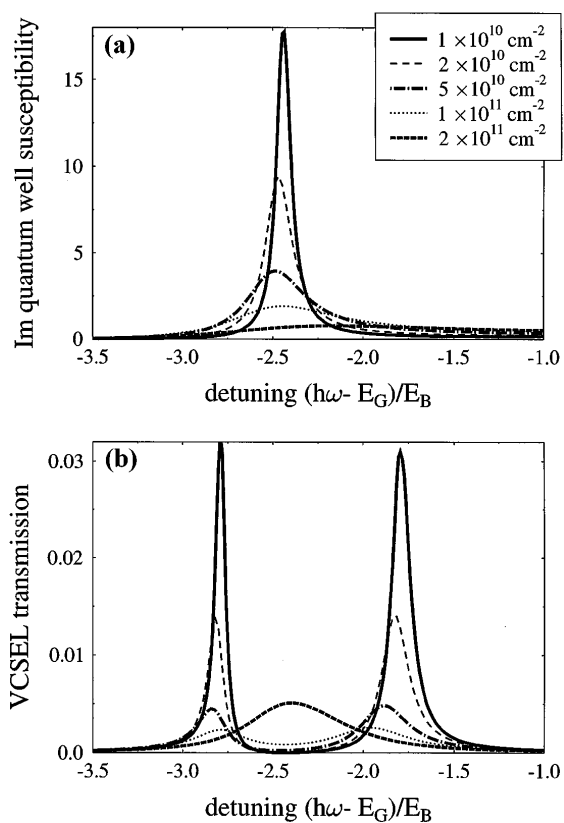 (a)
Im quantum well susceptibility
15
10
5
0
1 ×10¹⁰ cm⁻²
2 ×10¹⁰ cm⁻²
5 ×10¹⁰ cm⁻²
1 ×10¹¹ cm⁻²
2 ×10¹¹ cm⁻²
-3.5 -3.0 -2.5 -2.0 -1.5 -1.0
detuning (hω- E_G)/E_B
(b)
VCSEL transmission
0.03
0.02
0.01
0.0
-3.5 -3.0 -2.5 -2.0 -1.5 -1.0
detuning (hω- E_G)/E_B